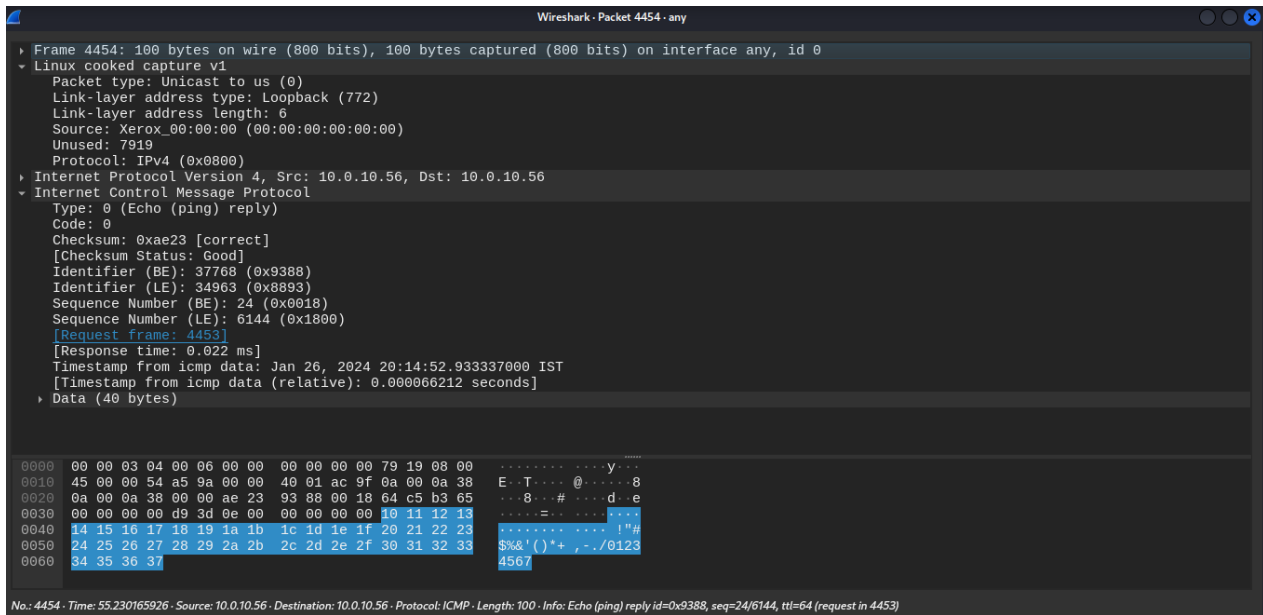 Wireshark · Packet 4454 · any
Frame 4454: 100 bytes on wire (800 bits), 100 bytes captured (800 bits) on interface any, id 0
Linux cooked capture v1
Packet type: Unicast to us (0)
Link-layer address type: Loopback (772)
Link-layer address length: 6
Source: Xerox_00:00:00 (00:00:00:00:00:00)
Unused: 7919
Protocol: IPv4 (0x0800)
Internet Protocol Version 4, Src: 10.0.10.56, Dst: 10.0.10.56
Internet Control Message Protocol
Type: 0 (Echo (ping) reply)
Code: 0
Checksum: 0xae23 [correct]
[Checksum Status: Good]
Identifier (BE): 37768 (0x9388)
Identifier (LE): 34963 (0x8893)
Sequence Number (BE): 24 (0x0018)
Sequence Number (LE): 6144 (0x1800)
[Request frame: 4453]
[Response time: 0.022 ms]
Timestamp from icmp data: Jan 26, 2024 20:14:52.933337000 IST
[Timestamp from icmp data (relative): 0.000066212 seconds]
Data (40 bytes)
0000 00 00 03 04 00 06 00 00 00 00 00 00 79 19 08 00 ········ ····y···
0010 45 00 00 54 a5 9a 00 00 40 01 ac 9f 0a 00 0a 38 E··T···· @······8
0020 0a 00 0a 38 00 00 ae 23 93 88 00 18 64 c5 b3 65 ···8···# ····d··e
0030 00 00 00 00 d9 3d 0e 00 00 00 00 00 10 11 12 13 ·····=·· ········
0040 14 15 16 17 18 19 1a 1b 1c 1d 1e 1f 20 21 22 23 ········ ···· !"#
0050 24 25 26 27 28 29 2a 2b 2c 2d 2e 2f 30 31 32 33 $%&'()*+ ,-./0123
0060 34 35 36 37 4567
No.: 4454 · Time: 55.230165926 · Source: 10.0.10.56 · Destination: 10.0.10.56 · Protocol: ICMP · Length: 100 · Info: Echo (ping) reply id=0x9388, seq=24/6144, ttl=64 (request in 4453)